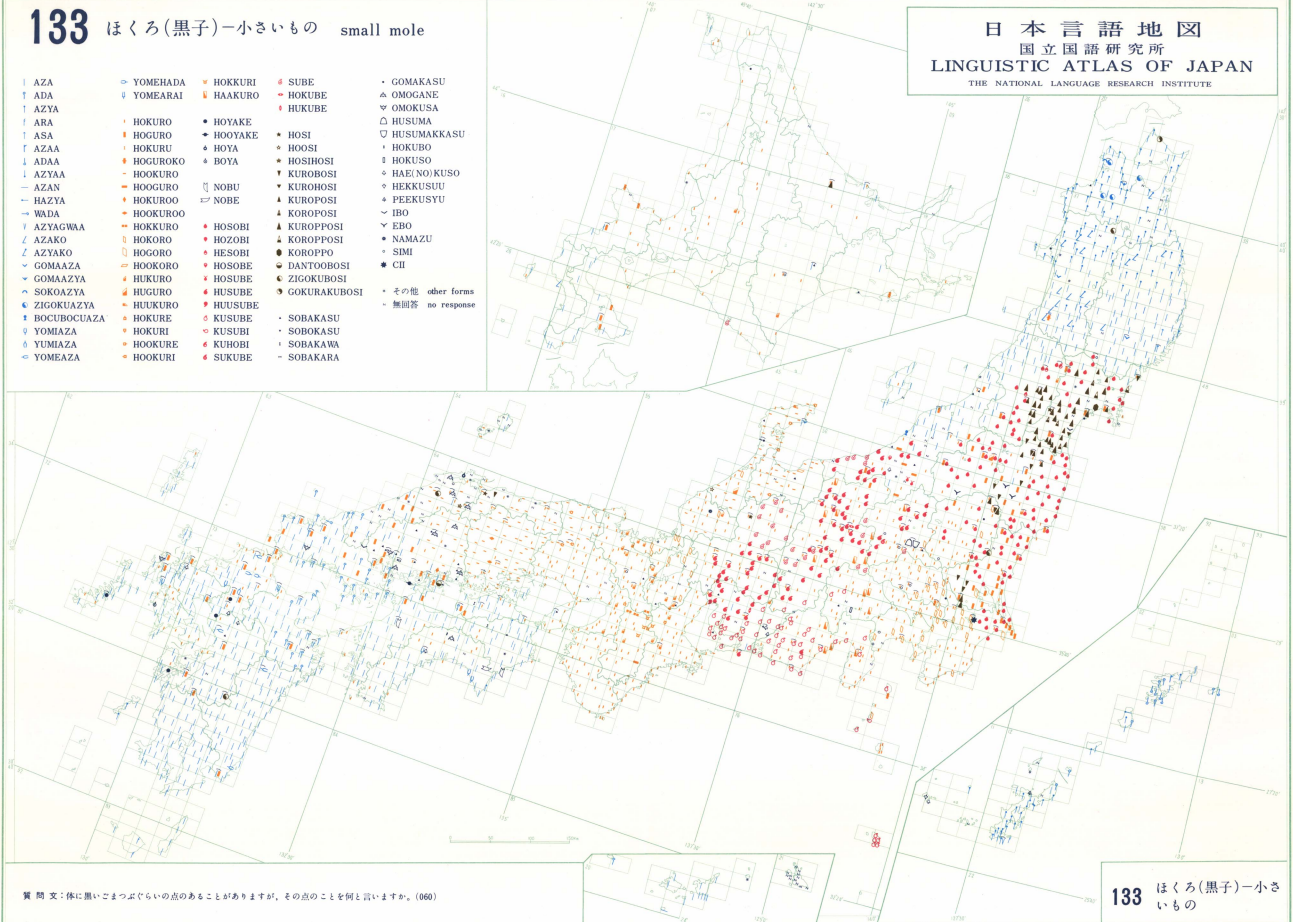 133 ほくろ(黒子)－小さいもの small mole
日本言語地図
国立国語研究所
LINGUISTIC ATLAS OF JAPAN
THE NATIONAL LANGUAGE RESEARCH INSTITUTE
AZA
ADA
AZYA
ARA
ASA
AZAA
ADAA
AZYAA
AZAN
HAZYA
WADA
AZYAGWAA
AZAKO
AZYAKO
GOMAAZA
GOMAAZYA
SOKOAZYA
ZIGOKUAZYA
BOCUBOCUAZA
YOMIAZA
YUMIAZA
YOMEAZA
YOMEHADA
YOMEARAI
HOKURO
HOGURO
HOKURU
HOGUROKO
HOOKURO
HOOGURO
HOKUROO
HOOKUROO
HOKKURO
HOKORO
HOGORO
HOOKORO
HUKURO
HUGURO
HUUKURO
HOKURE
HOKURI
HOOKURE
HOOKURI
HOKKURI
HAAKURO
HOYAKE
HOOYAKE
HOYA
BOYA
NOBU
NOBE
HOSOBI
HOZOBI
HESOBI
HOSOBE
HOSUBE
HUSUBE
HUUSUBE
KUSUBE
KUSUBI
KUHOBI
SUKUBE
SUBE
HOKUBE
HUKUBE
HOSI
HOOSI
HOSIHOSI
KUROBOSI
KUROHOSI
KUROPOSI
KOROPOSI
KUROPPOSI
KOROPPOSI
KOROPPO
DANTOOBOSI
ZIGOKUBOSI
GOKURAKUBOSI
SOBAKASU
SOBOKASU
SOBAKAWA
SOBAKARA
GOMAKASU
OMOGANE
OMOKUSA
HUSUMA
HUSUMAKKASU
HOKUBO
HOKUSO
HAE(NO)KUSO
HEKKUSUU
PEEKUSYU
IBO
EBO
NAMAZU
SIMI
CII
その他 other forms
無回答 no response
質問文：体に黒いごまつぶぐらいの点のあることがありますが，その点のことを何と言いますか。(060)
133 ほくろ(黒子)－小さ
いもの